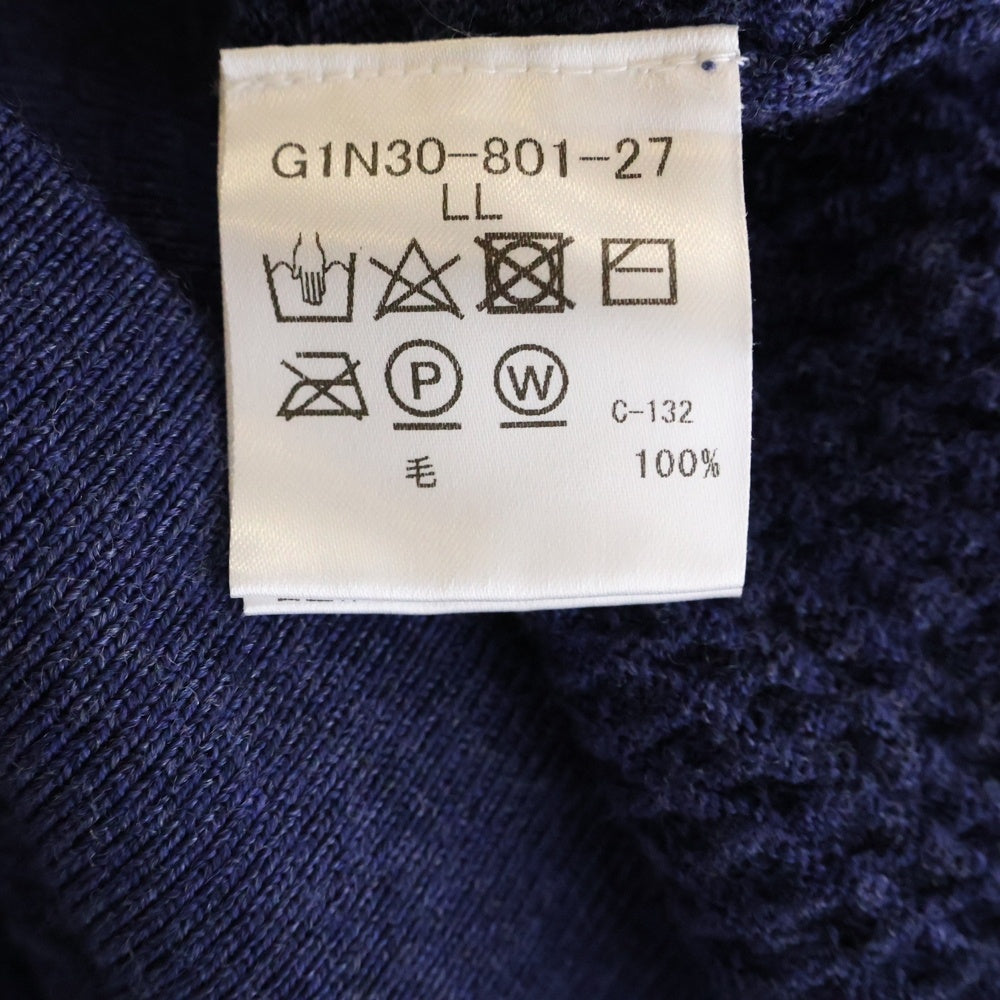 G1N30-801-27
LL
P W C-132
毛 100%